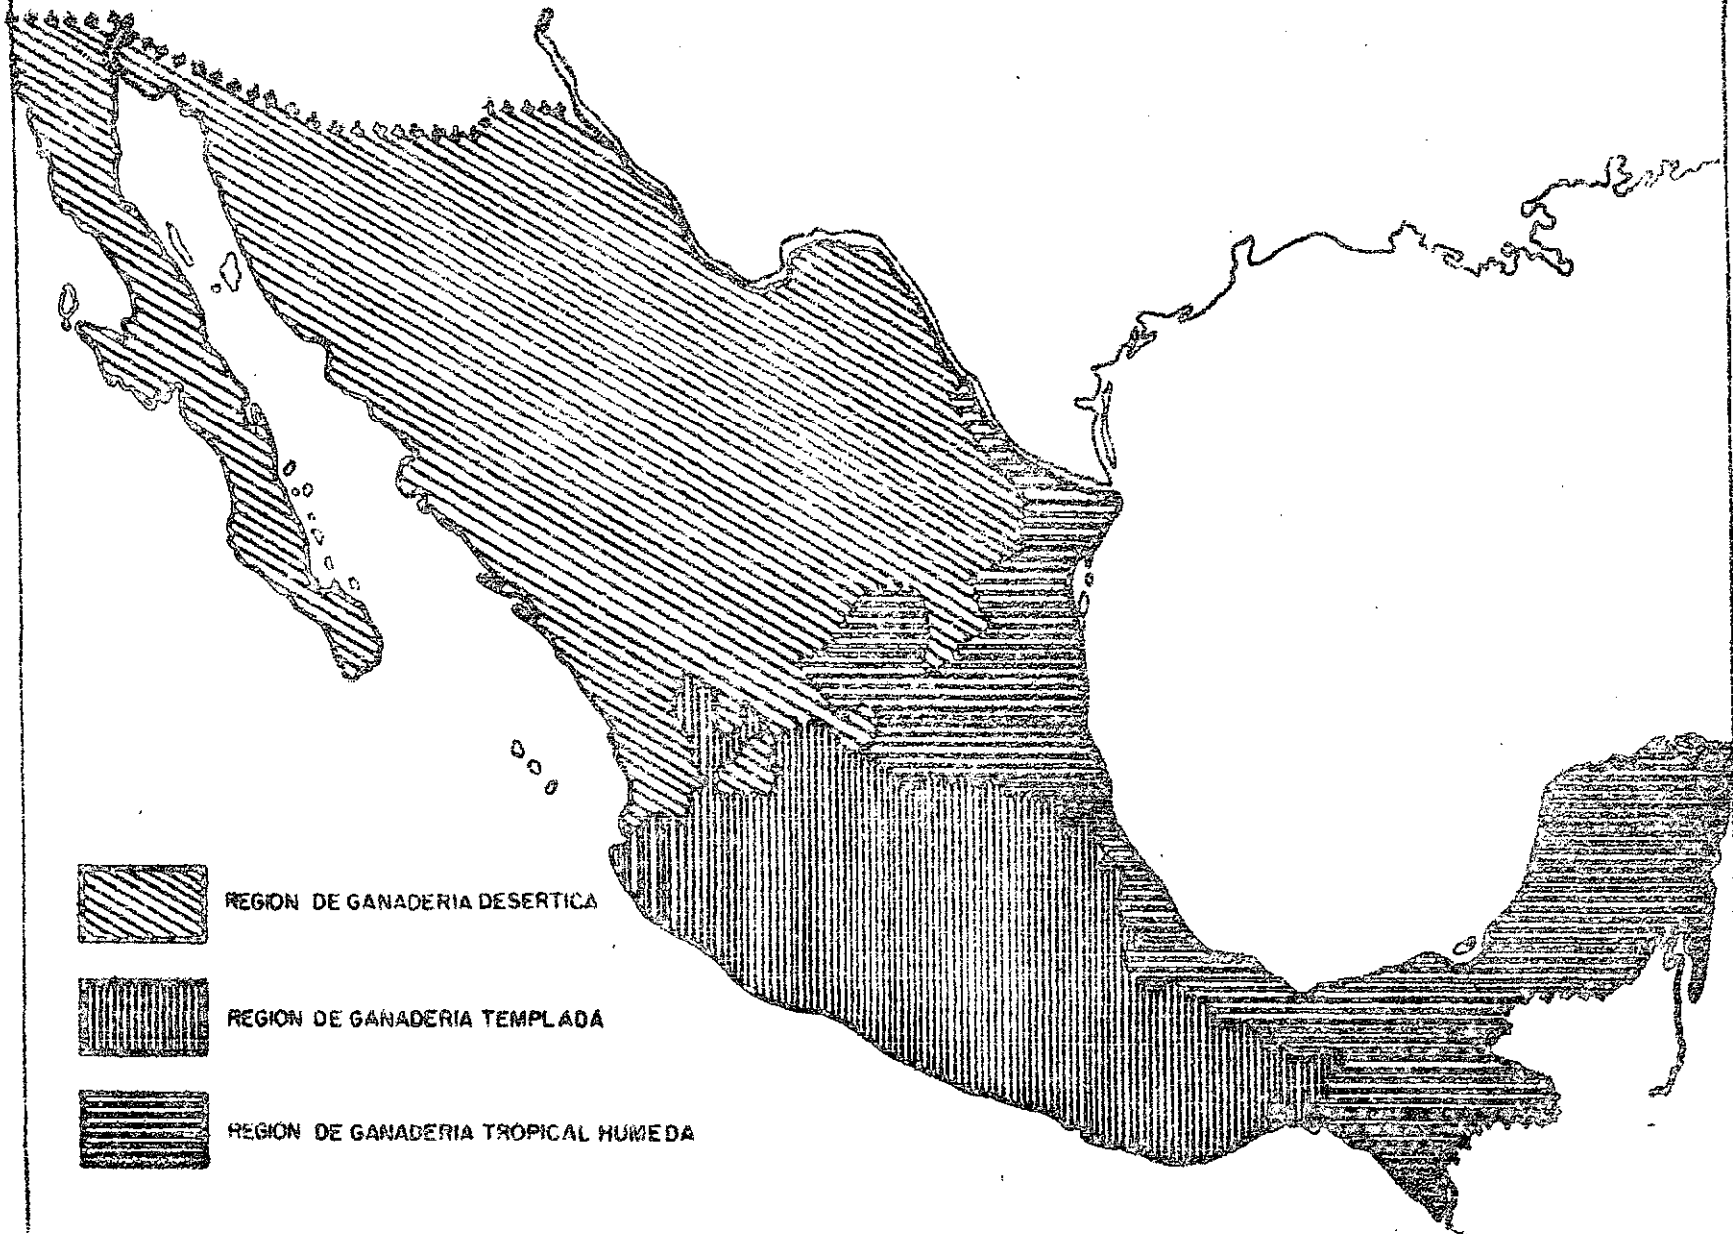 REGION DE GANADERIA DESERTICA
REGION DE GANADERIA TEMPLADA
REGION DE GANADERIA TROPICAL HUMEDA